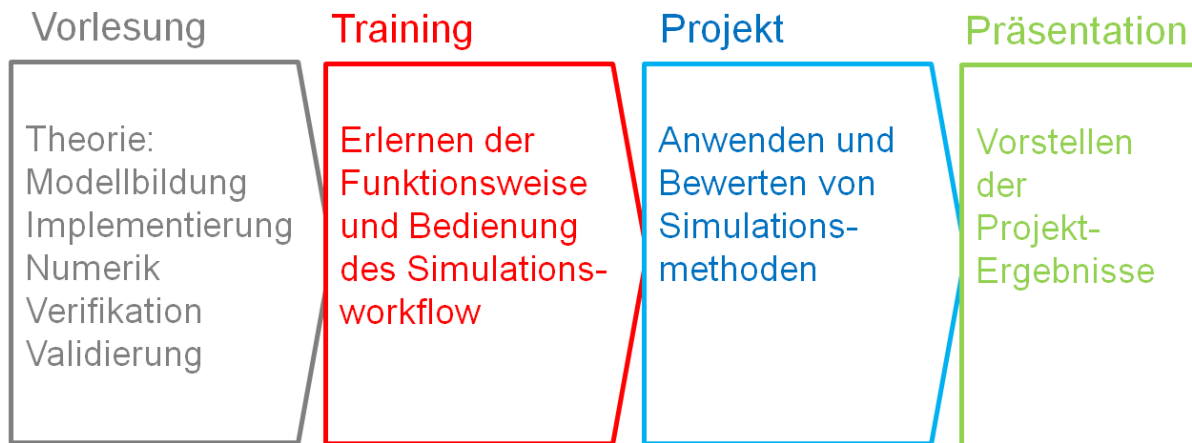 Vorlesung
Theorie:
Modellbildung
Implementierung
Numerik
Verifikation
Validierung
Training
Erlernen der
Funktionsweise
und Bedienung
des Simulations-
workflow
Projekt
Anwenden und
Bewerten von
Simulations-
methoden
Präsentation
Vorstellen
der
Projekt-
Ergebnisse